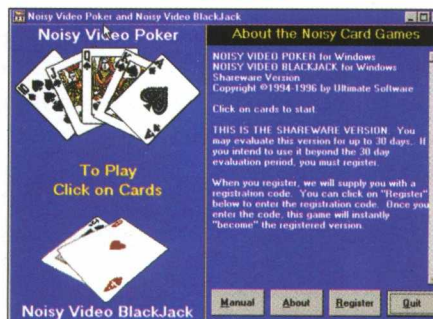 Noisy Video Poker and Noisy Video BlackJack
Noisy Video Poker
To Play
Click on Cards
Noisy Video BlackJack
About the Noisy Card Games
NOISY VIDEO POKER for Windows
NOISY VIDEO BLACKJACK for Windows
Shareware Version
Copyright ©1994-1996 by Ultimate Software
Click on cards to start.
THIS IS THE SHAREWARE VERSION. You
may evaluate this version for up to 30 days. If
you intend to use it beyond the 30 day
evaluation period, you must register.
When you register, we will supply you with a
registration code. You can click on "Register"
below to enter the registration code. Once you
enter the code, this game will instantly
"become" the registered version.
Manual
About
Register
Quit